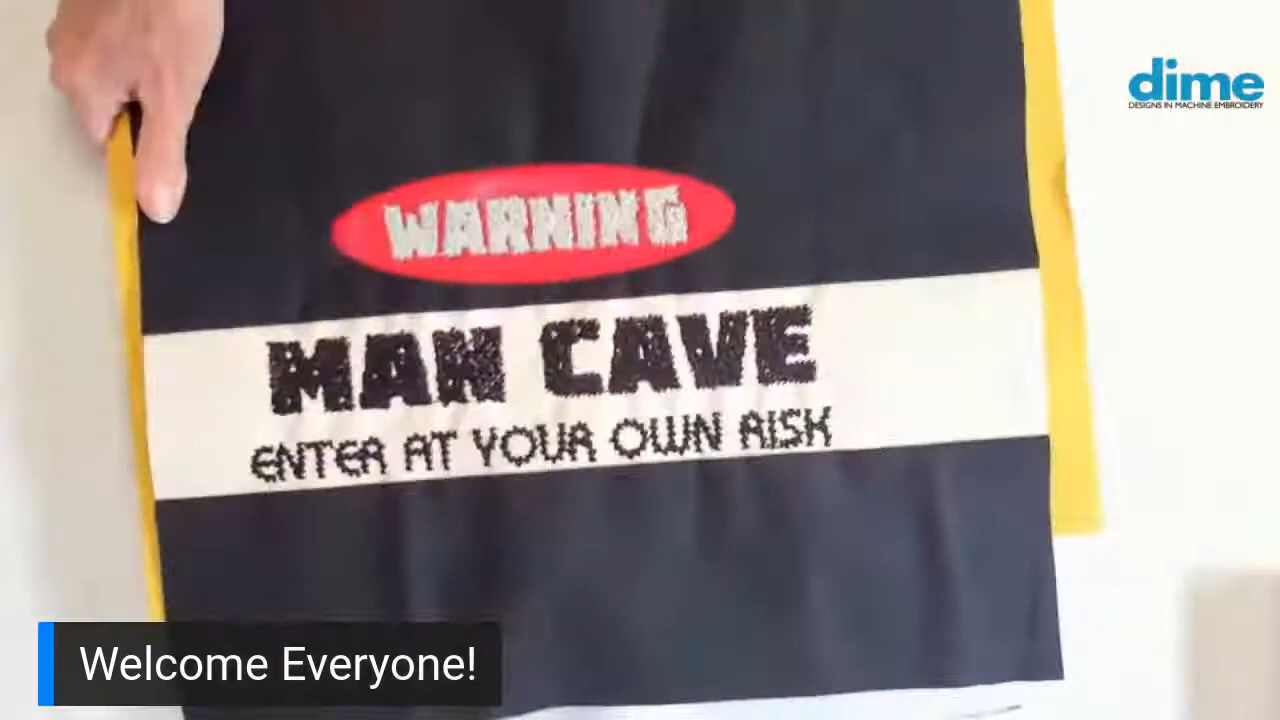 dime
DESIGNS IN MACHINE EMBROIDERY
WARNING
MAN CAVE
ENTER AT YOUR OWN RISK
Welcome Everyone!